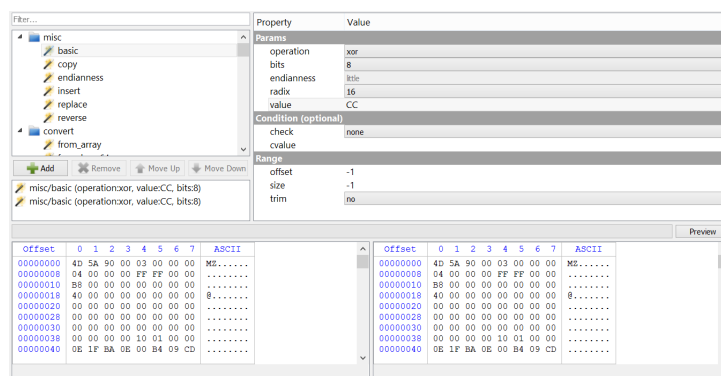 Filter...
misc
basic
copy
endianness
insert
replace
reverse
convert
from_array
Add Remove Move Up Move Down
misc/basic (operation:xor, value:CC, bits:8)
misc/basic (operation:xor, value:CC, bits:8)
Property Value
Params
operation xor
bits 8
endianness little
radix 16
value CC
Condition (optional)
check none
cvalue
Range
offset -1
size -1
trim no
Preview
Offset 0 1 2 3 4 5 6 7 ASCII
00000000 4D 5A 90 00 03 00 00 00 MZ......
00000008 04 00 00 00 FF FF 00 00 ........
00000010 B8 00 00 00 00 00 00 00 ........
00000018 40 00 00 00 00 00 00 00 @.......
00000020 00 00 00 00 00 00 00 00 ........
00000028 00 00 00 00 00 00 00 00 ........
00000030 00 00 00 00 00 00 00 00 ........
00000038 00 00 00 00 10 01 00 00 ........
00000040 0E 1F BA 0E 00 B4 09 CD ........
Offset 0 1 2 3 4 5 6 7 ASCII
00000000 4D 5A 90 00 03 00 00 00 MZ......
00000008 04 00 00 00 FF FF 00 00 ........
00000010 B8 00 00 00 00 00 00 00 ........
00000018 40 00 00 00 00 00 00 00 @.......
00000020 00 00 00 00 00 00 00 00 ........
00000028 00 00 00 00 00 00 00 00 ........
00000030 00 00 00 00 00 00 00 00 ........
00000038 00 00 00 00 10 01 00 00 ........
00000040 0E 1F BA 0E 00 B4 09 CD ........